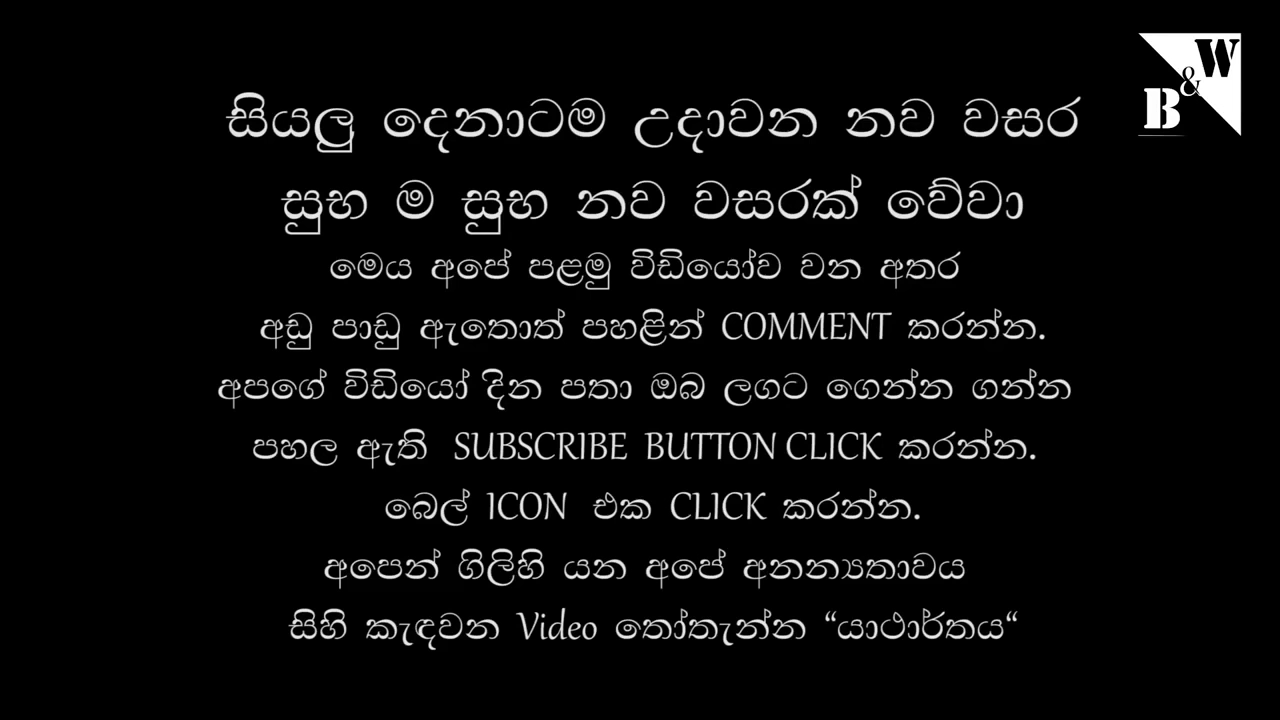 B & W
සියලු දෙනාටම උදාවන නව වසර
සුභ ම සුභ නව වසරක් වේවා
මෙය අපේ පළමු විඩියෝව වන අතර
අඩු පාඩු ඇතොත් පහළින් COMMENT කරන්න.
අපගේ විඩියෝ දින පතා ඔබ ලගට ගෙන්න ගන්න
පහල ඇති SUBSCRIBE BUTTON CLICK කරන්න.
බෙල් ICON එක CLICK කරන්න.
අපෙන් ගිලිහි යන අපේ අනන්‍යතාවය
සිහි කැඳවන Video තෝතැන්න “යාථාර්තය“